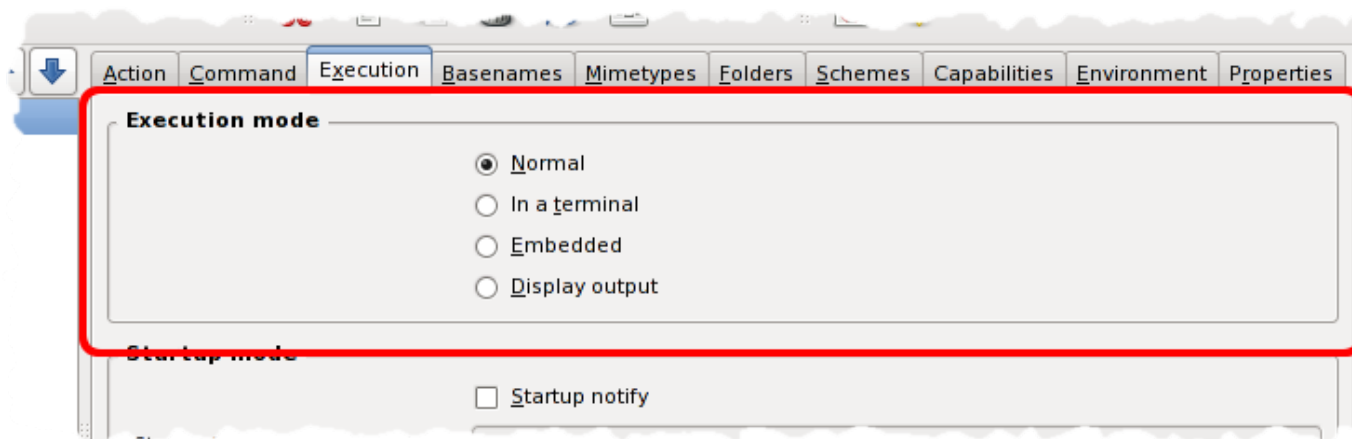 Action Command Execution Basenames Mimetypes Folders Schemes Capabilities Environment Properties
Execution mode
Normal
In a terminal
Embedded
Display output
Startup mode
Startup notify